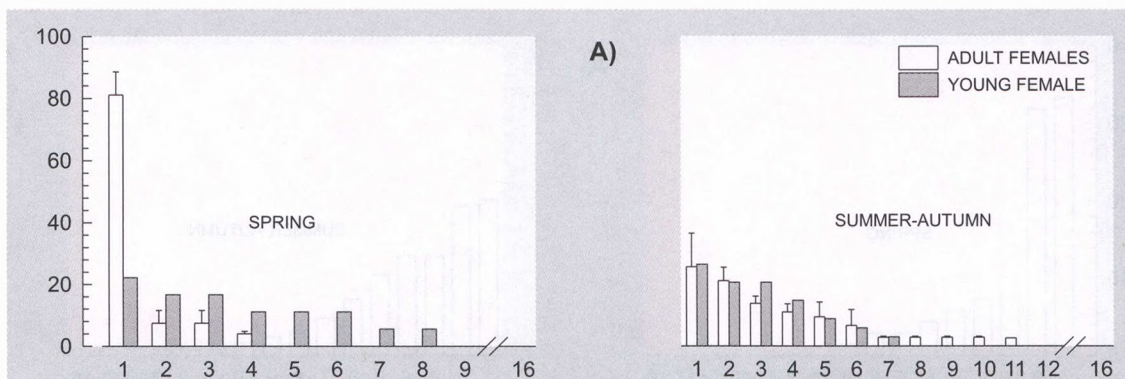 100
80
60
40
20
0
SPRING
1 2 3 4 5 6 7 8 9 16
A)
ADULT FEMALES
YOUNG FEMALE
SUMMER-AUTUMN
1 2 3 4 5 6 7 8 9 10 11 12 16